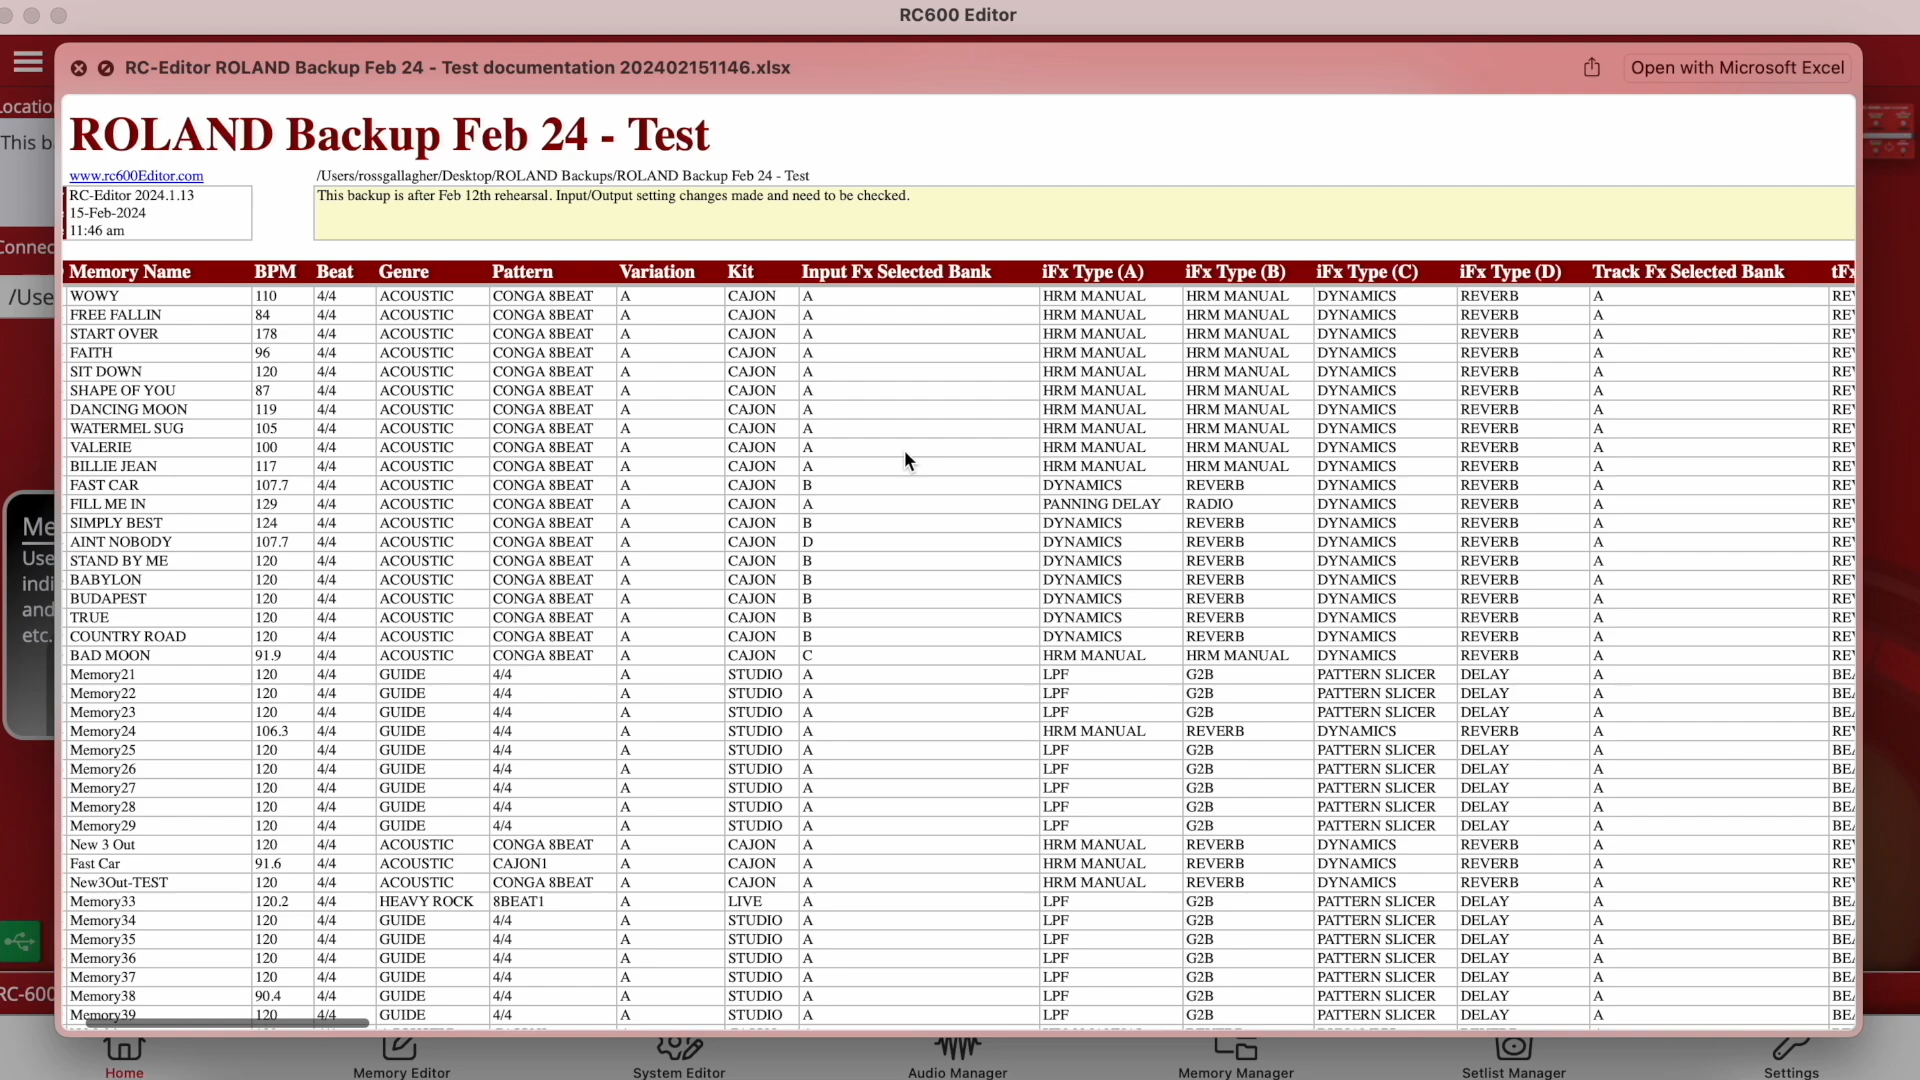 RC600 Editor
RC-Editor ROLAND Backup Feb 24 - Test documentation 202402151146.xlsx
Open with Microsoft Excel
ROLAND Backup Feb 24 - Test
www.rc600Editor.com /Users/rossgallagher/Desktop/ROLAND Backups/ROLAND Backup Feb 24 - Test
RC-Editor 2024.1.13
15-Feb-2024
11:46 am
This backup is after Feb 12th rehearsal. Input/Output setting changes made and need to be checked.
Memory Name BPM Beat Genre Pattern Variation Kit Input Fx Selected Bank iFx Type (A) iFx Type (B) iFx Type (C) iFx Type (D) Track Fx Selected Bank tFx
WOWY 110 4/4 ACOUSTIC CONGA 8BEAT A CAJON A HRM MANUAL HRM MANUAL DYNAMICS REVERB A
FREE FALLIN 84 4/4 ACOUSTIC CONGA 8BEAT A CAJON A HRM MANUAL HRM MANUAL DYNAMICS REVERB A
START OVER 178 4/4 ACOUSTIC CONGA 8BEAT A CAJON A HRM MANUAL HRM MANUAL DYNAMICS REVERB A
FAITH 96 4/4 ACOUSTIC CONGA 8BEAT A CAJON A HRM MANUAL HRM MANUAL DYNAMICS REVERB A
SIT DOWN 120 4/4 ACOUSTIC CONGA 8BEAT A CAJON A HRM MANUAL HRM MANUAL DYNAMICS REVERB A
SHAPE OF YOU 87 4/4 ACOUSTIC CONGA 8BEAT A CAJON A HRM MANUAL HRM MANUAL DYNAMICS REVERB A
DANCING MOON 119 4/4 ACOUSTIC CONGA 8BEAT A CAJON A HRM MANUAL HRM MANUAL DYNAMICS REVERB A
WATERMEL SUG 105 4/4 ACOUSTIC CONGA 8BEAT A CAJON A HRM MANUAL HRM MANUAL DYNAMICS REVERB A
VALERIE 100 4/4 ACOUSTIC CONGA 8BEAT A CAJON A HRM MANUAL HRM MANUAL DYNAMICS REVERB A
BILLIE JEAN 117 4/4 ACOUSTIC CONGA 8BEAT A CAJON A HRM MANUAL HRM MANUAL DYNAMICS REVERB A
FAST CAR 107.7 4/4 ACOUSTIC CONGA 8BEAT A CAJON B DYNAMICS REVERB DYNAMICS REVERB A
FILL ME IN 129 4/4 ACOUSTIC CONGA 8BEAT A CAJON A PANNING DELAY RADIO DYNAMICS REVERB A
SIMPLY BEST 124 4/4 ACOUSTIC CONGA 8BEAT A CAJON B DYNAMICS REVERB DYNAMICS REVERB A
AINT NOBODY 107.7 4/4 ACOUSTIC CONGA 8BEAT A CAJON D DYNAMICS REVERB DYNAMICS REVERB A
STAND BY ME 120 4/4 ACOUSTIC CONGA 8BEAT A CAJON B DYNAMICS REVERB DYNAMICS REVERB A
BABYLON 120 4/4 ACOUSTIC CONGA 8BEAT A CAJON B DYNAMICS REVERB DYNAMICS REVERB A
BUDAPEST 120 4/4 ACOUSTIC CONGA 8BEAT A CAJON B DYNAMICS REVERB DYNAMICS REVERB A
TRUE 120 4/4 ACOUSTIC CONGA 8BEAT A CAJON B DYNAMICS REVERB DYNAMICS REVERB A
COUNTRY ROAD 120 4/4 ACOUSTIC CONGA 8BEAT A CAJON B DYNAMICS REVERB DYNAMICS REVERB A
BAD MOON 91.9 4/4 ACOUSTIC CONGA 8BEAT A CAJON C HRM MANUAL HRM MANUAL DYNAMICS REVERB A
Memory21 120 4/4 GUIDE 4/4 A STUDIO A LPF G2B PATTERN SLICER DELAY A
Memory22 120 4/4 GUIDE 4/4 A STUDIO A LPF G2B PATTERN SLICER DELAY A
Memory23 120 4/4 GUIDE 4/4 A STUDIO A LPF G2B PATTERN SLICER DELAY A
Memory24 106.3 4/4 GUIDE 4/4 A STUDIO A HRM MANUAL REVERB DYNAMICS REVERB A
Memory25 120 4/4 GUIDE 4/4 A STUDIO A LPF G2B PATTERN SLICER DELAY A
Memory26 120 4/4 GUIDE 4/4 A STUDIO A LPF G2B PATTERN SLICER DELAY A
Memory27 120 4/4 GUIDE 4/4 A STUDIO A LPF G2B PATTERN SLICER DELAY A
Memory28 120 4/4 GUIDE 4/4 A STUDIO A LPF G2B PATTERN SLICER DELAY A
Memory29 120 4/4 GUIDE 4/4 A STUDIO A LPF G2B PATTERN SLICER DELAY A
New 3 Out 120 4/4 ACOUSTIC CONGA 8BEAT A CAJON A HRM MANUAL REVERB DYNAMICS REVERB A
Fast Car 91.6 4/4 ACOUSTIC CAJON1 A CAJON A HRM MANUAL REVERB DYNAMICS REVERB A
New3Out-TEST 120 4/4 ACOUSTIC CONGA 8BEAT A CAJON A HRM MANUAL REVERB DYNAMICS REVERB A
Memory33 120.2 4/4 HEAVY ROCK 8BEAT1 A LIVE A LPF G2B PATTERN SLICER DELAY A
Memory34 120 4/4 GUIDE 4/4 A STUDIO A LPF G2B PATTERN SLICER DELAY A
Memory35 120 4/4 GUIDE 4/4 A STUDIO A LPF G2B PATTERN SLICER DELAY A
Memory36 120 4/4 GUIDE 4/4 A STUDIO A LPF G2B PATTERN SLICER DELAY A
Memory37 120 4/4 GUIDE 4/4 A STUDIO A LPF G2B PATTERN SLICER DELAY A
Memory38 90.4 4/4 GUIDE 4/4 A STUDIO A LPF G2B PATTERN SLICER DELAY A
Memory39 120 4/4 GUIDE 4/4 A STUDIO A LPF G2B PATTERN SLICER DELAY A
This b
/Use
Me
Use
indi
and
etc.
RC-600
Home Memory Editor System Editor Audio Manager Memory Manager Setlist Manager Settings